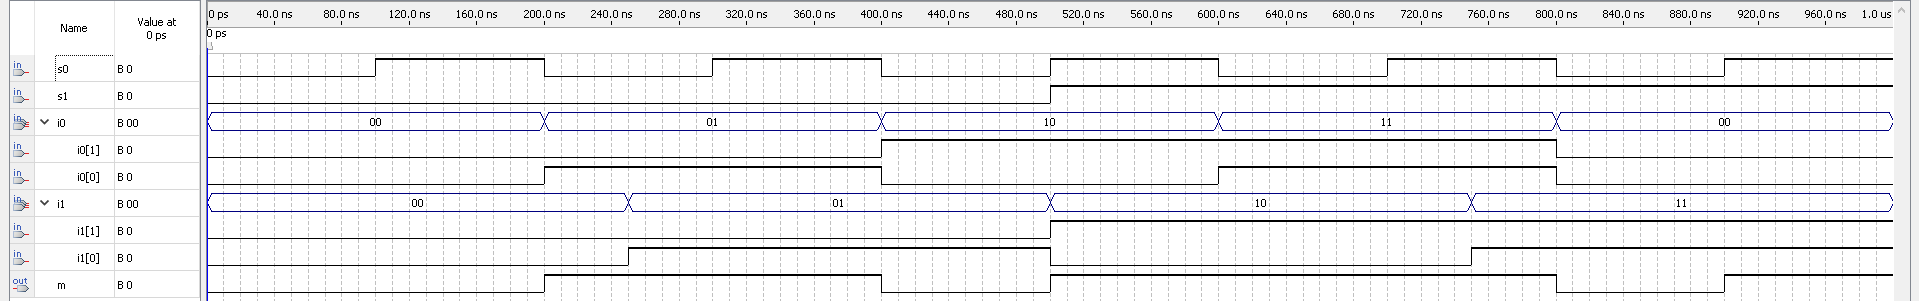 Name Value at 0 ps
0 ps 40.0 ns 80.0 ns 120.0 ns 160.0 ns 200.0 ns 240.0 ns 280.0 ns 320.0 ns 360.0 ns 400.0 ns 440.0 ns 480.0 ns 520.0 ns 560.0 ns 600.0 ns 640.0 ns 680.0 ns 720.0 ns 760.0 ns 800.0 ns 840.0 ns 880.0 ns 920.0 ns 960.0 ns 1.0 us
0 ps
in s0 B 0
in s1 B 0
in i0 B 00 00 01 10 11 00
in i0[1] B 0
in i0[0] B 0
in i1 B 00 00 01 10 11
in i1[1] B 0
in i1[0] B 0
out m B 0